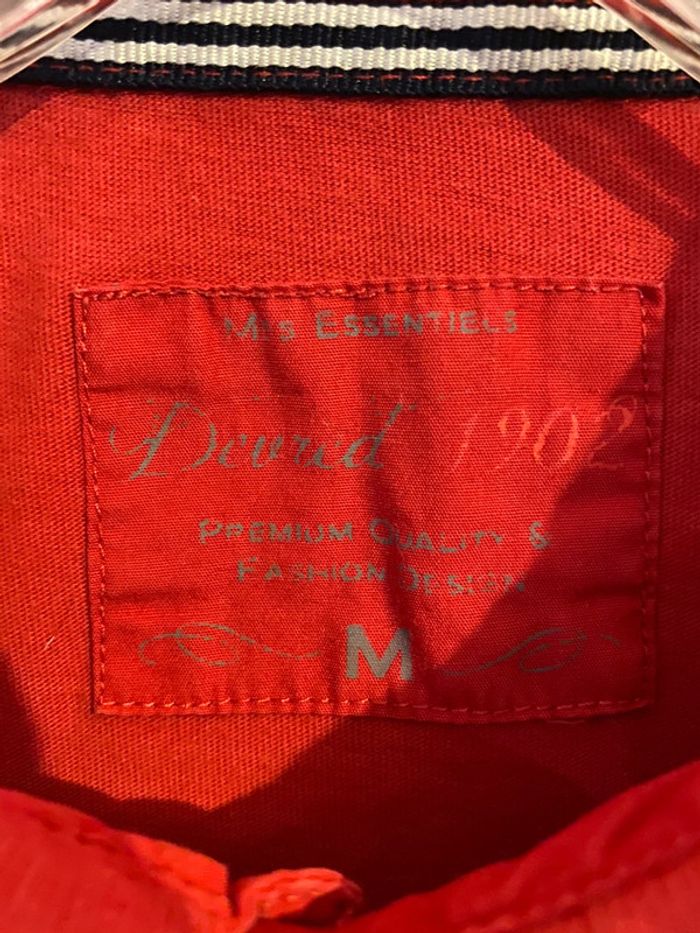 Mes Essentiels
Devred 1902
Premium Quality &
Fashion Design
M